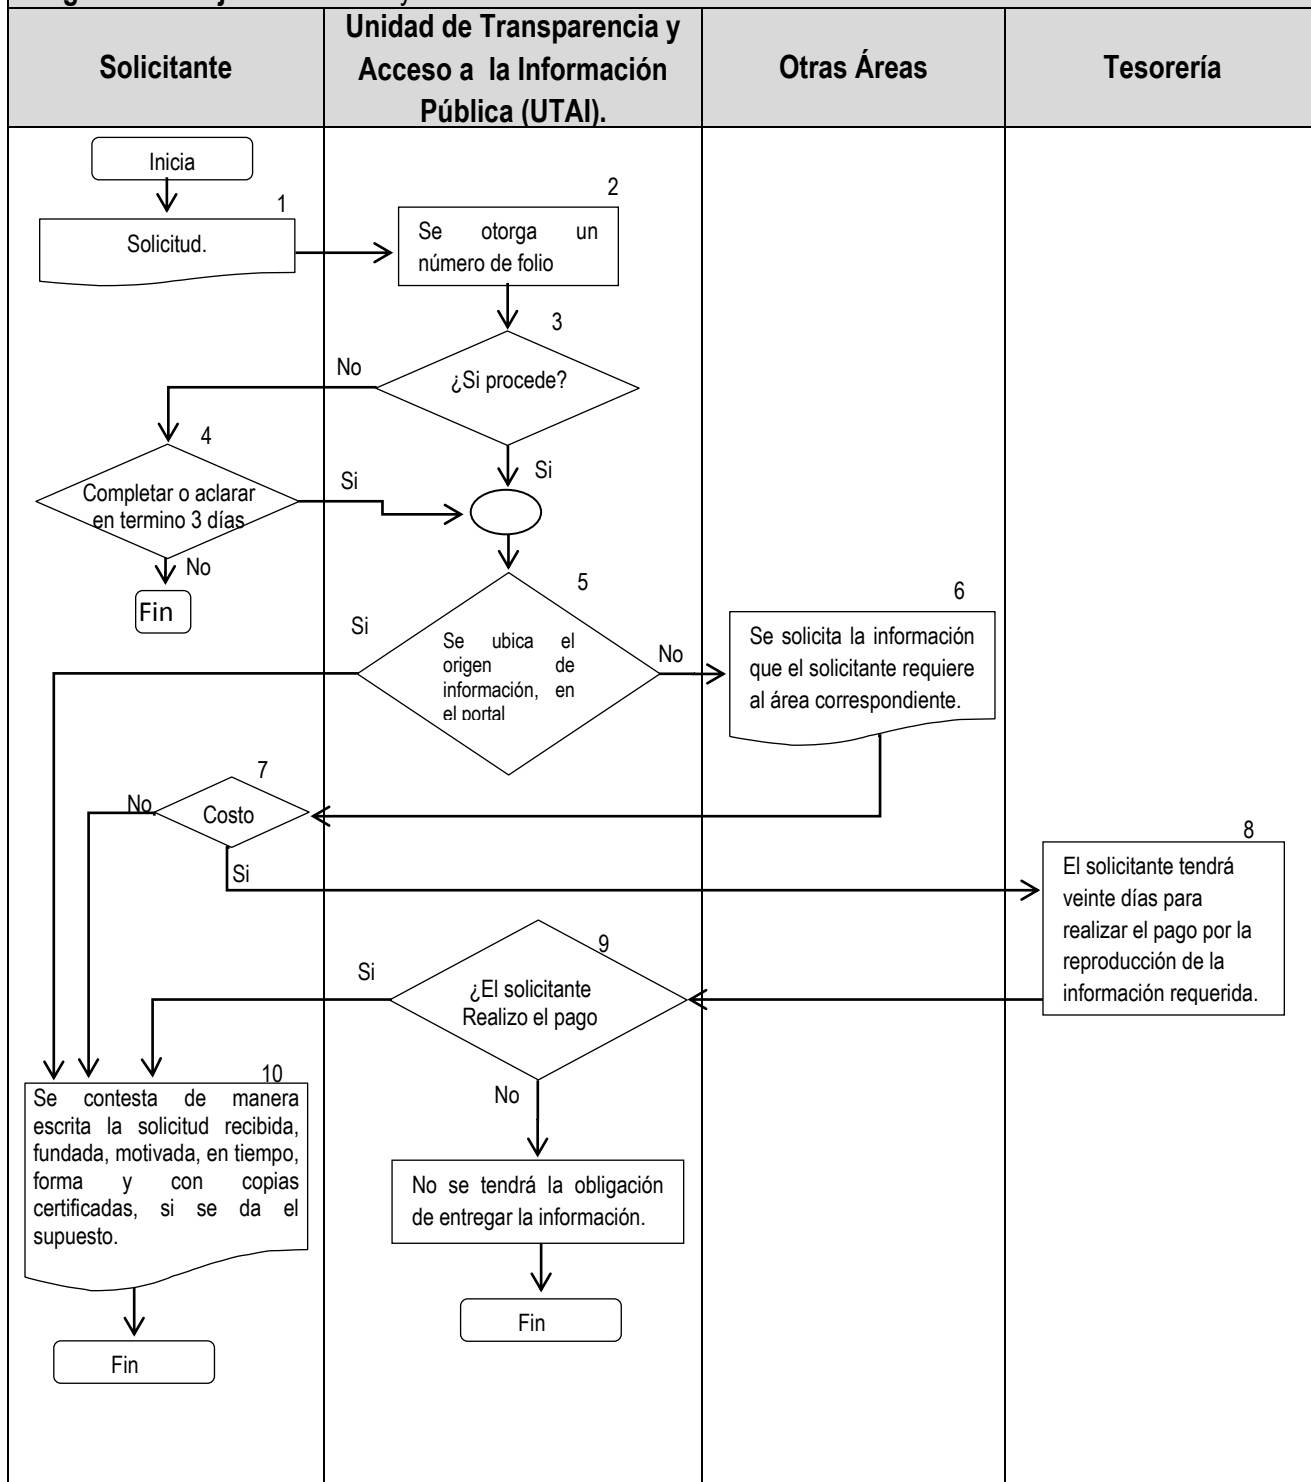 Solicitante
Unidad de Transparencia y
Acceso a la Información
Pública (UTAI).
Otras Áreas
Tesorería
Inicia
1
Solicitud.
2
Se otorga un
número de folio
3
¿Si procede?
No
Si
4
Completar o aclarar
en termino 3 días
Si
No
Fin
5
Se ubica el
origen de
información, en
el portal
Si
No
6
Se solicita la información
que el solicitante requiere
al área correspondiente.
7
Costo
No
Si
8
El solicitante tendrá
veinte días para
realizar el pago por la
reproducción de la
información requerida.
9
¿El solicitante
Realizo el pago
Si
No
10
Se contesta de manera
escrita la solicitud recibida,
fundada, motivada, en tiempo,
forma y con copias
certificadas, si se da el
supuesto.
No se tendrá la obligación
de entregar la información.
Fin
Fin